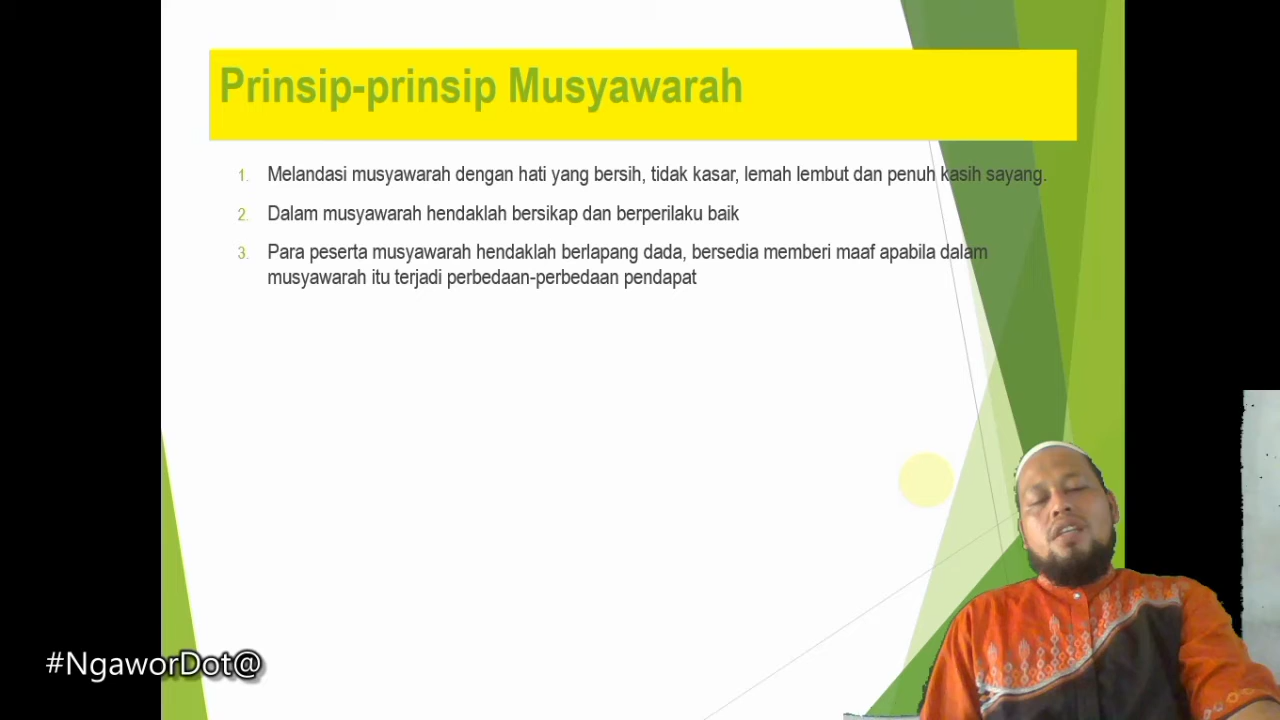 Prinsip-prinsip Musyawarah
1. Melandasi musyawarah dengan hati yang bersih, tidak kasar, lemah lembut dan penuh kasih sayang.
2. Dalam musyawarah hendaklah bersikap dan berperilaku baik
3. Para peserta musyawarah hendaklah berlapang dada, bersedia memberi maaf apabila dalam
musyawarah itu terjadi perbedaan-perbedaan pendapat
#NgaworDot@